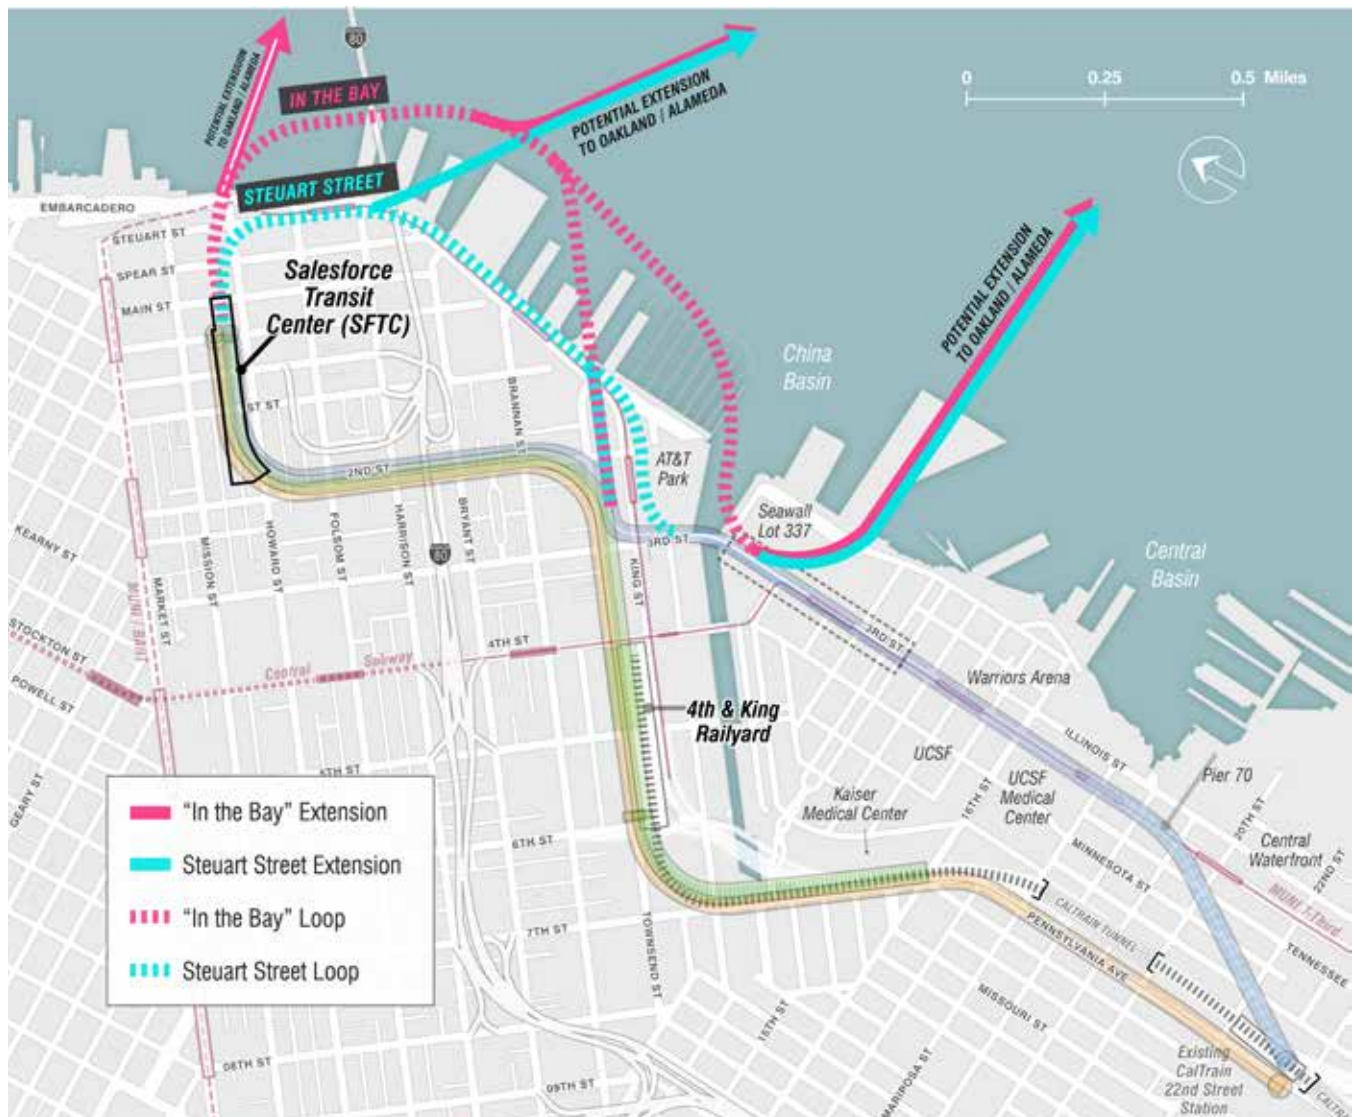 80
POTENTIAL EXTENSION
TO OAKLAND / ALAMEDA
IN THE BAY
POTENTIAL EXTENSION
TO OAKLAND / ALAMEDA
0 0.25 0.5 Miles
STEUART STREET
EMBARCADERO
STEUART ST
SPEAR ST
MAIN ST
Salesforce
Transit
Center (SFTC)
POTENTIAL EXTENSION
TO OAKLAND / ALAMEDA
China
Basin
ST ST
BRANNAN ST
2ND ST
AT&T
Park
Seawall
Lot 337
3RD ST
Central
Basin
KEARNY ST
MISSION ST
HOWARD ST
FOLSOM ST
HARRISON ST
BRYANT ST
80
KING ST
MARKET ST
MUNI / BART
STOCKTON ST
POWELL ST
Central Subway
4TH ST
3RD ST
Warriors Arena
4th & King
Railyard
UCSF
ILLINOIS ST
UCSF
Medical
Center
Pier 70
GEARY ST
5TH ST
Kaiser
Medical Center
16TH ST
20TH ST
Central
Waterfront
22ND ST
MINNESOTA ST
MUNI T-Third
6TH ST
"In the Bay" Extension
Steuart Street Extension
"In the Bay" Loop
Steuart Street Loop
7TH ST
TOWNSEND ST
CALTRAIN TUNNEL
PENNSYLVANIA AVE
TENNESSEE
MISSOURI ST
15TH ST
MARIPOSA ST
08TH ST
09TH ST
Existing
CalTrain
22nd Street
Station